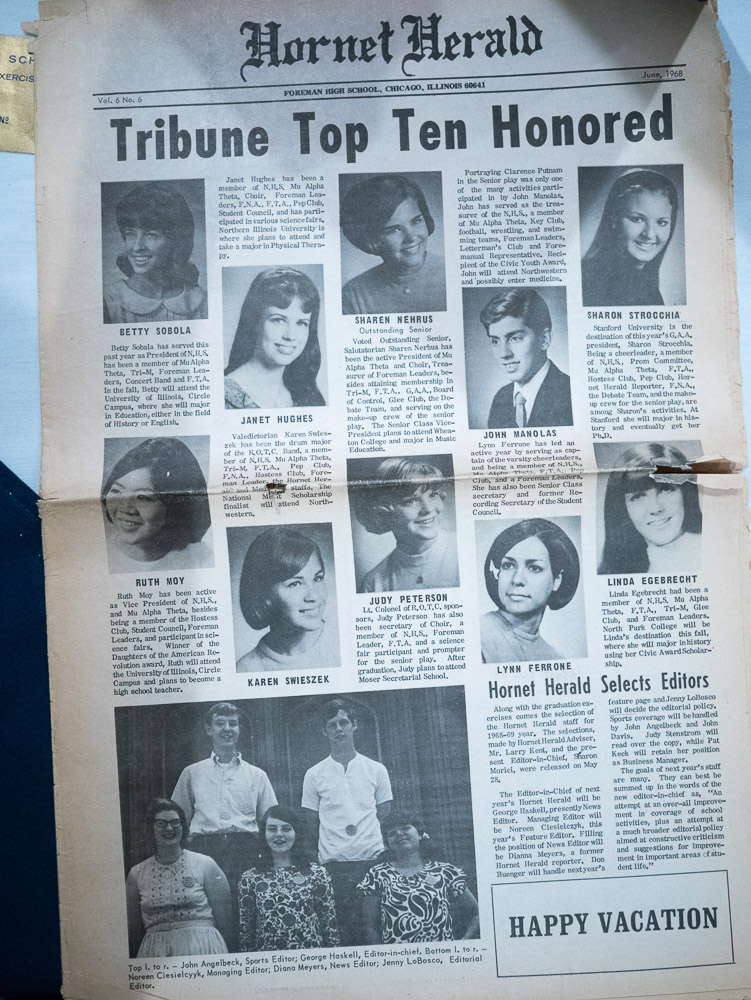 SCH
EXERCIS
Nº
Hornet Herald
Vol. 6 No. 6
FOREMAN HIGH SCHOOL, CHICAGO, ILLINOIS 60641
June, 1968
Tribune Top Ten Honored
BETTY SOBOLA
Betty Sobala has served this
past year as President of N.H.S,
has been a member of Mu Alpha
Theta, Tri-M, Foreman Lea-
ders, Concert Band and F.T.A.
In the fall, Betty will attend the
University of Illinois, Circle
Campus, where she will major
in Education, either in the field
of History or English.
RUTH MOY
Ruth Moy has been active
as Vice President of N.H.S,
and Mu Alpha Theta, besides
being a member of the Hostess
Club, Student Council, Foreman
Leaders, and participant in sci-
ence fairs. Winner of the
Daughters of the American Re-
volution award, Ruth will attend
the University of Illinois, Circle
Campus and plans to become a
high school teacher.
Janet Hughes has been a
member of N.H.S, Mu Alpha
Theta, Choir, Foreman Lea-
ders, F.N.A., F.T.A., Pep Club,
Student Council, and has parti-
cipated in various science fairs.
Northern Illinois University is
where she plans to attend and
take a major in Physical Thera-
py.
JANET HUGHES
Valedictorian Karen Swies-
zek has been the drum major
of the R.O.T.C. Band, a mem-
ber of N.H.S, Mu Alpha Theta,
Tri-M, F.T.A., Pep Club,
F.N.A., Hostess Club, Fore-
man Leader, the Hornet Her-
staffs. The
National Merit Scholarship
finalist will attend North-
western.
KAREN SWIESZEK
SHAREN NEHRUS
Outstanding Senior
Voted Outstanding Senior,
Salutatorian Sharen Nerhus has
been the active President of Mu
Alpha Theta and Choir, Trea-
surer of Foreman Leaders, be-
sides attaining membership in
Tri-M, F.T.A., G.A.A., Board
of Control, Glee Club, the De-
bate Team, and serving on the
make-up crew of the senior
play. The Senior Class Vice-
President plans to attend Whea-
ton College and major in Music
Education.
JUDY PETERSON
Lt. Colonel of R.O.T.C. spon-
sors, Judy Peterson has also
been secretary of Choir, a
member of N.H.S, Foreman
Leader, F.T.A. and a science
fair participant and prompter
for the senior play. After
graduation, Judy plans to attend
Moser Secretarial School.
Portraying Clarence Putnam
in the Senior play was only one
of the many activities parti-
cipated in by John Manolas.
John has served as the trea-
surer of the N.H.S., a member
of Mu Alpha Theta, Key Club,
football, wrestling, and swim-
ming teams, Foreman Leaders,
Letterman's Club and Fore-
manual Representative. Reci-
pient of the Civic Youth Award,
John will attend Northwestern
and possibly enter medicine.
JOHN MANOLAS
Lynn Ferrone has led an
active year by serving as cap-
tain of the varsity cheerleaders,
and being a member of N.H.S.,
Mu Alpha Theta, F.T.A. Pep
Club, and a Foreman Leaders.
She has also been Senior Class
secretary and former Re-
cording Secretary of the Student
Council.
LYNN FERRONE
SHARON STROCCHIA
Stanford University is the
destination of this year's G.A.A.
president, Sharon Strocchia.
Being a cheerleader, a member
of N.H.S, Prom Committee,
Mu Alpha Theta, F.T.A.,
Hostess Club, Pep Club, Hor-
net Herald Reporter, F.N.A.,
the Debate Team, and the make-
up crew for the senior play, are
among Sharon's activities. At
Stanford she will major in his-
tory and eventually get her
Ph.D.
LINDA EGEBRECHT
Linda Egebrecht had been a
member of N.H.S, Mu Alpha
Theta, F.T.A., Tri-M, Glee
Club, and Foreman Leaders.
North Park College will be
Linda's destination this fall,
where she will major in history
using her Civic Award Scholar-
ship.
Hornet Herald Selects Editors
Along with the graduation ex-
ercises comes the selection of
the Hornet Herald staff for
1968-69 year. The selections,
made by Hornet Herald Adviser,
Mr. Larry Kent, and the pre-
sent Editor-in-Chief, Sharon
Morici, were released on May
28.
The Editor-in-Chief of next
year's Hornet Herald will be
George Haskell, presently News
Editor. Managing Editor will
be Noreen Ciesielczyk, this
year's Feature Editor. Filling
the position of News Editor will
be Dianna Meyers, a former
Hornet Herald reporter, Don
Buenger will handle next year's
feature page and Jenny LoBosco
will decide the editorial policy.
Sports coverage will be handled
by John Angelbeck and John
Davis. Judy Stenstrom will
read over the copy, while Pat
Keck will retain her position
as Business Manager.
The goals of next year's staff
are many. They can best be
summed up in the words of the
new editor-in-chief as, "An
attempt at an over-all improve-
ment in coverage of school
activities, plus an attempt at
a much broader editorial policy
aimed at constructive criticism
and suggestions for improve-
ment in important areas of stu-
dent life."
HAPPY VACATION
Top l. to r. – John Angelbeck, Sports Editor; George Haskell, Editor-in-chief. Bottom l. to r. –
Noreen Ciesielcyyk, Managing Editor; Diana Meyers, News Editor; Jenny LoBosco, Editorial
Editor.